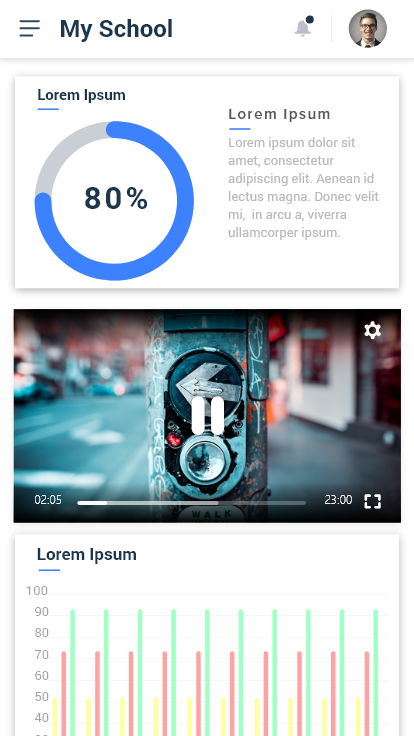 My School
Lorem Ipsum
80%
Lorem Ipsum
Lorem ipsum dolor sit
amet, consectetur
adipiscing elit. Aenean id
lectus magna. Donec velit
mi,  in arcu a, viverra
ullamcorper ipsum.
WALK
02:05
23:00
Lorem Ipsum
100
90
80
70
60
50
40